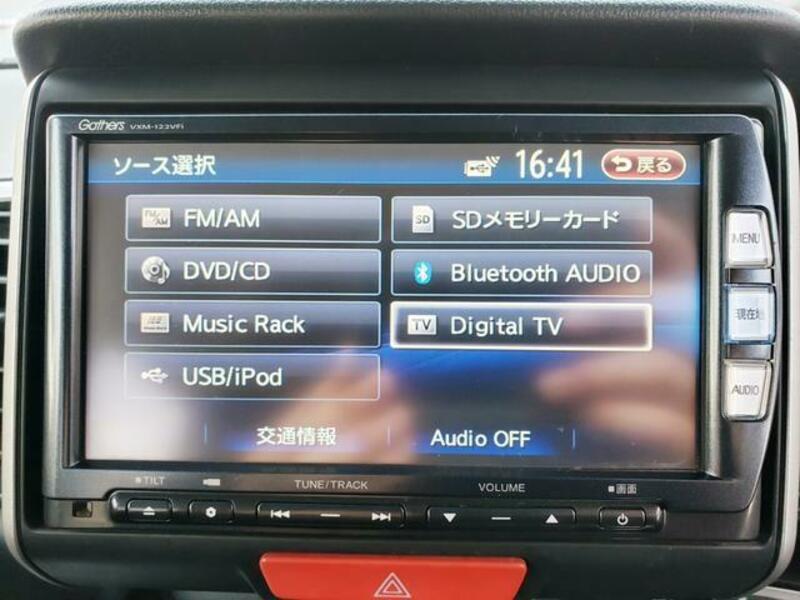 Gathers VXM-122VFi
ソース選択 16:41 戻る
FM/AM SDメモリーカード
SD
DVD/CD Bluetooth AUDIO
Music Rack TV Digital TV
USB/iPod
交通情報 Audio OFF
MENU
現在地
AUDIO
TILT TUNE/TRACK VOLUME 画面